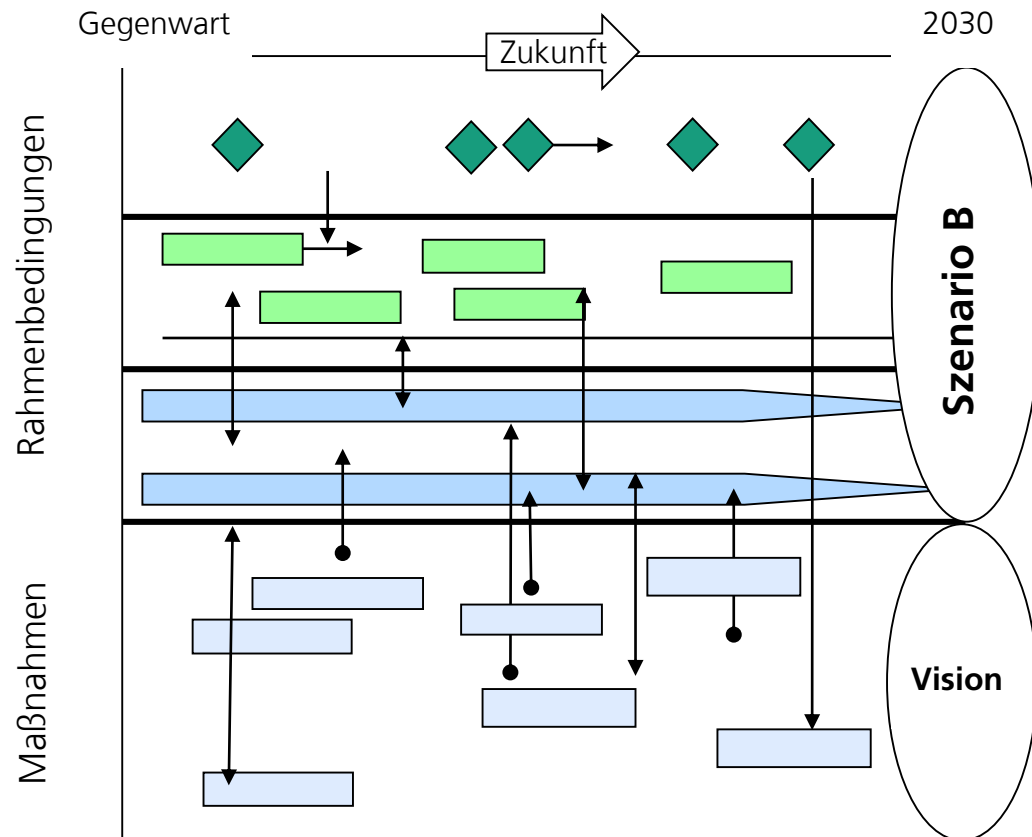 Gegenwart
2030
Zukunft
Rahmenbedingungen
Szenario B
Maßnahmen
Vision